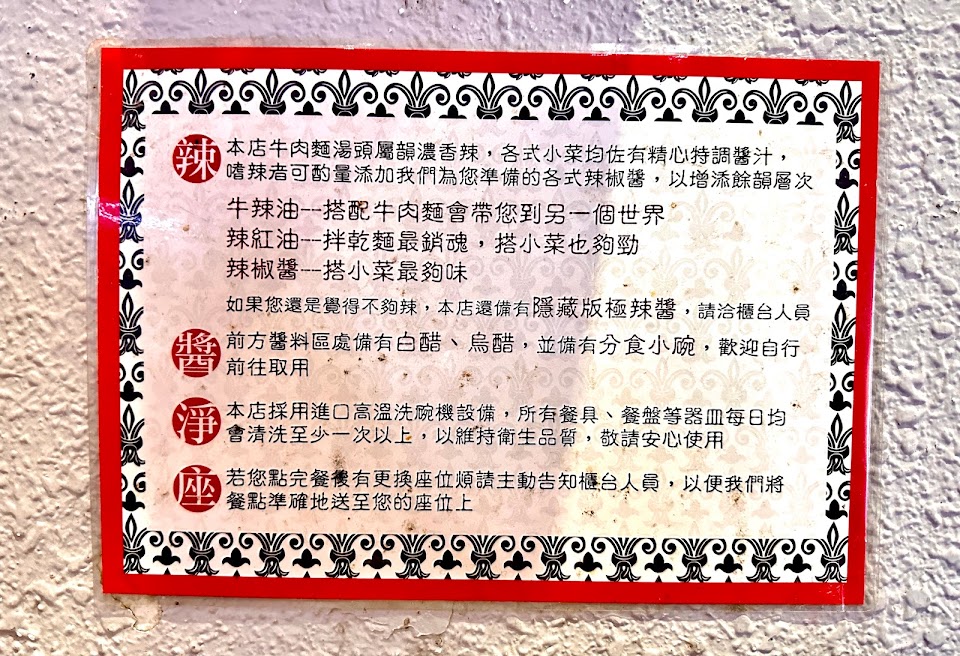 辣 本店牛肉麵湯頭屬韻濃香辣，各式小菜均佐有精心特調醬汁，
嗜辣者可酌量添加我們為您準備的各式辣椒醬，以增添餘韻層次
牛辣油---搭配牛肉麵會帶您到另一個世界
辣紅油---拌乾麵最銷魂，搭小菜也夠勁
辣椒醬---搭小菜最夠味
如果您還是覺得不夠辣，本店還備有隱藏版極辣醬，請洽櫃台人員
醬 前方醬料區處備有白醋、烏醋，並備有分食小碗，歡迎自行
前往取用
淨 本店採用進口高溫洗碗機設備，所有餐具、餐盤等器皿每日均
會清洗至少一次以上，以維持衛生品質，敬請安心使用
座 若您點完餐後有更換座位煩請主動告知櫃台人員，以便我們將
餐點準確地送至您的座位上